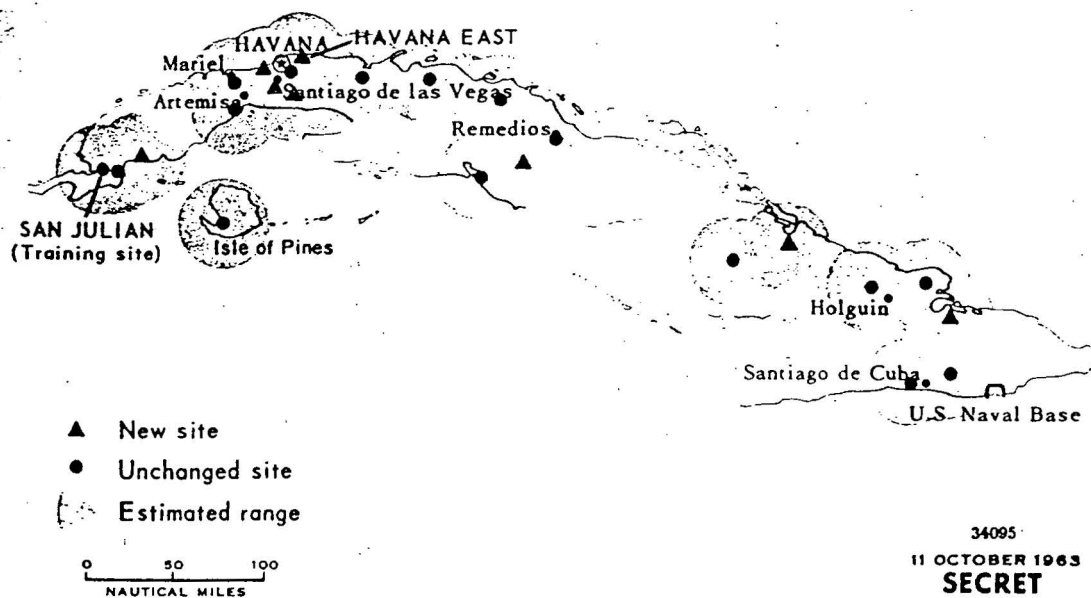 HAVANA
HAVANA EAST
Mariel
Santiago de las Vegas
Artemisa
Remedios
SAN JULIAN
(Training site)
Isle of Pines
Holguin
Santiago de Cuba
U.S. Naval Base
New site
Unchanged site
Estimated range
0 50 100
NAUTICAL MILES
34095
11 OCTOBER 1963
SECRET